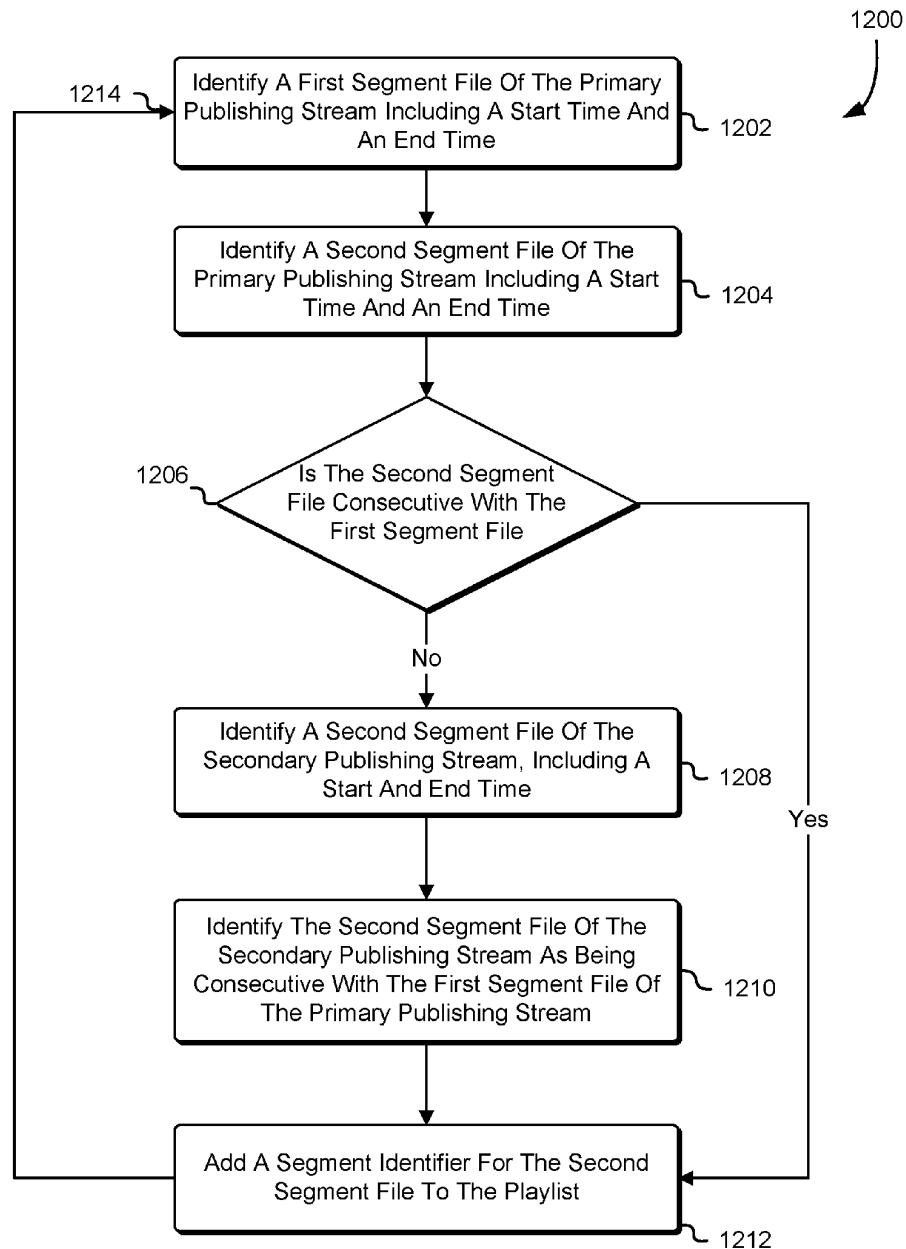 1200
1214
Identify A First Segment File Of The Primary
Publishing Stream Including A Start Time And
An End Time
1202
Identify A Second Segment File Of The
Primary Publishing Stream Including A Start
Time And An End Time
1204
1206
Is The Second Segment
File Consecutive With The
First Segment File
No
Yes
Identify A Second Segment File Of The
Secondary Publishing Stream, Including A
Start And End Time
1208
Identify The Second Segment File Of The
Secondary Publishing Stream As Being
Consecutive With The First Segment File Of
The Primary Publishing Stream
1210
Add A Segment Identifier For The Second
Segment File To The Playlist
1212